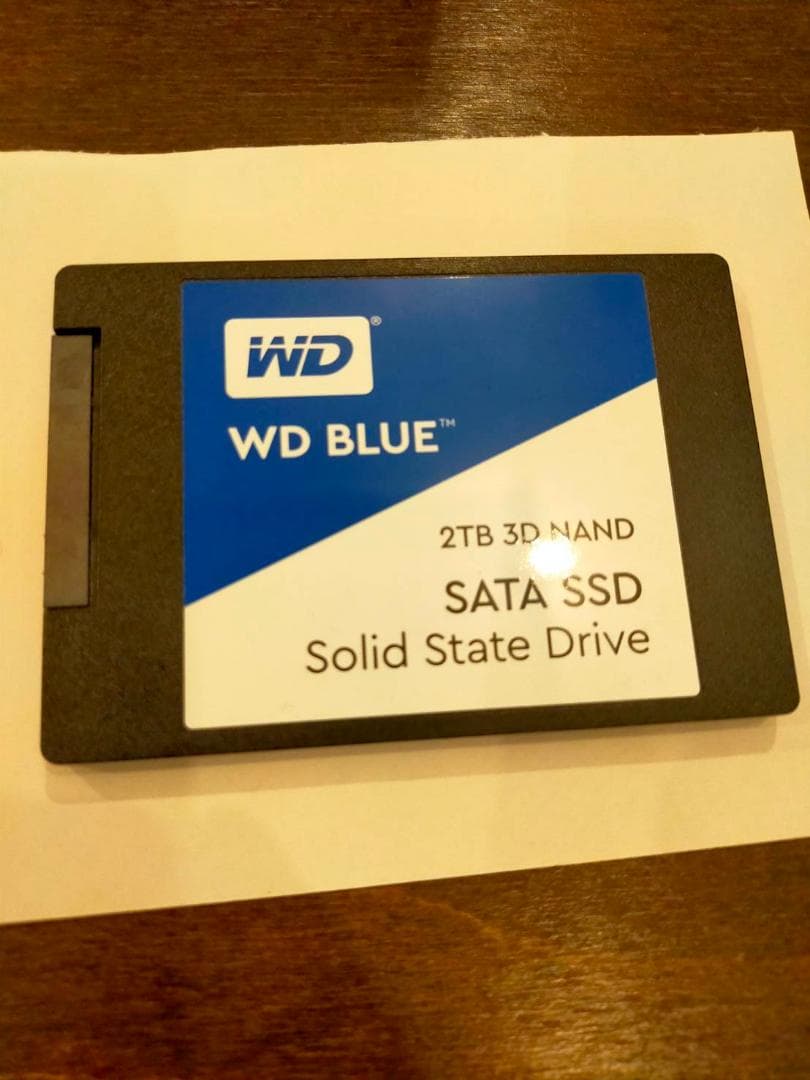 WD®
WD BLUE™
2TB 3D NAND
SATA SSD
Solid State Drive